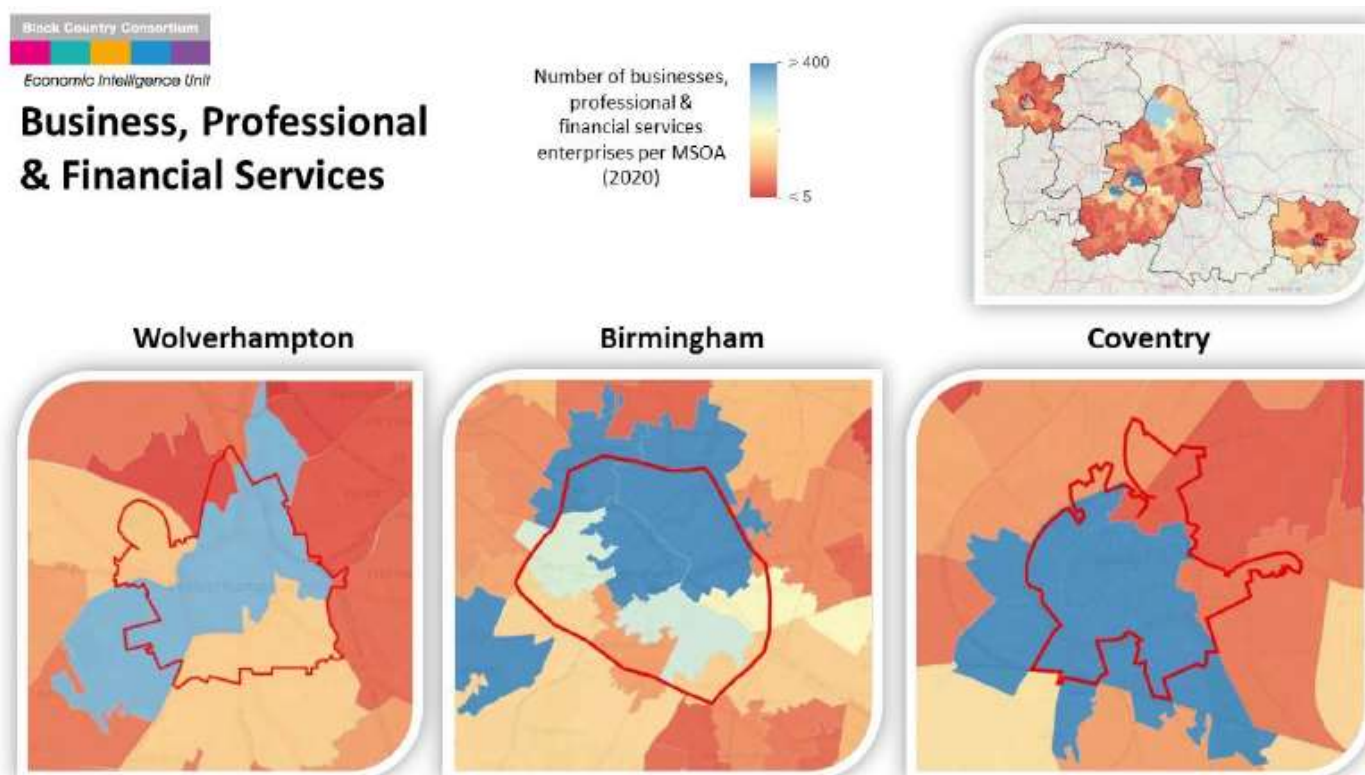 Black Country Consortium
Economic Intelligence Unit
Business, Professional
& Financial Services
Number of businesses,
professional &
financial services
enterprises per MSOA
(2020)
> 400
< 5
Wolverhampton
Birmingham
Coventry